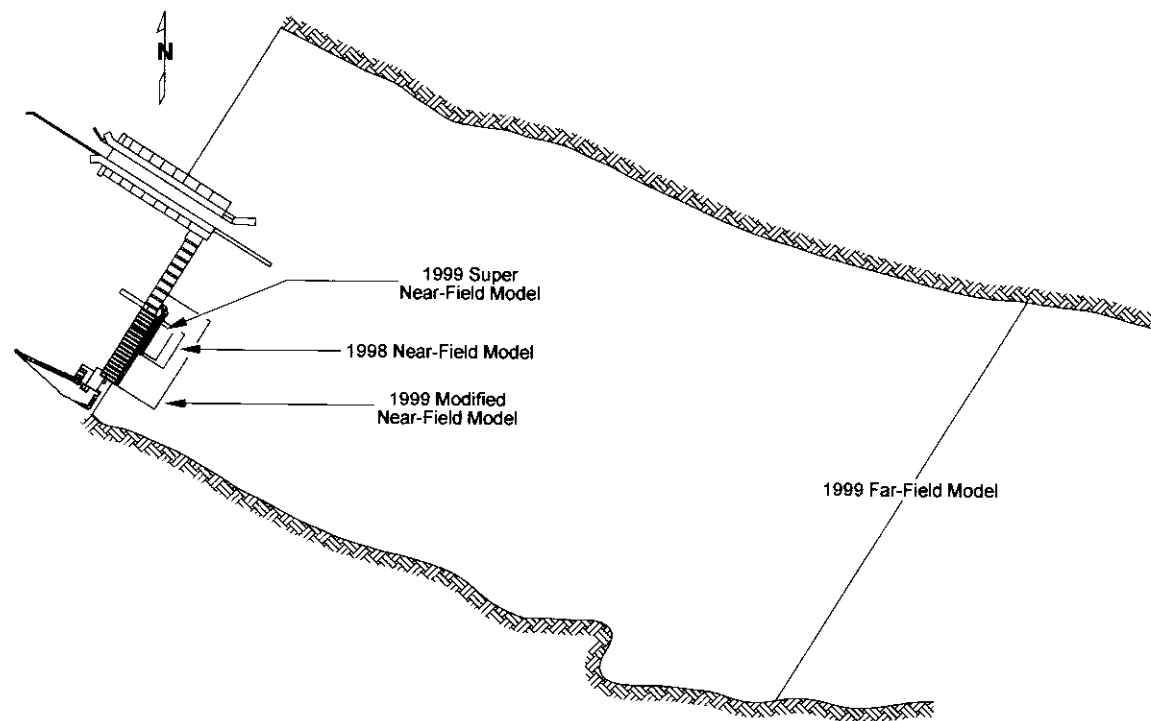 N
1999 Super
Near-Field Model
1998 Near-Field Model
1999 Modified
Near-Field Model
1999 Far-Field Model